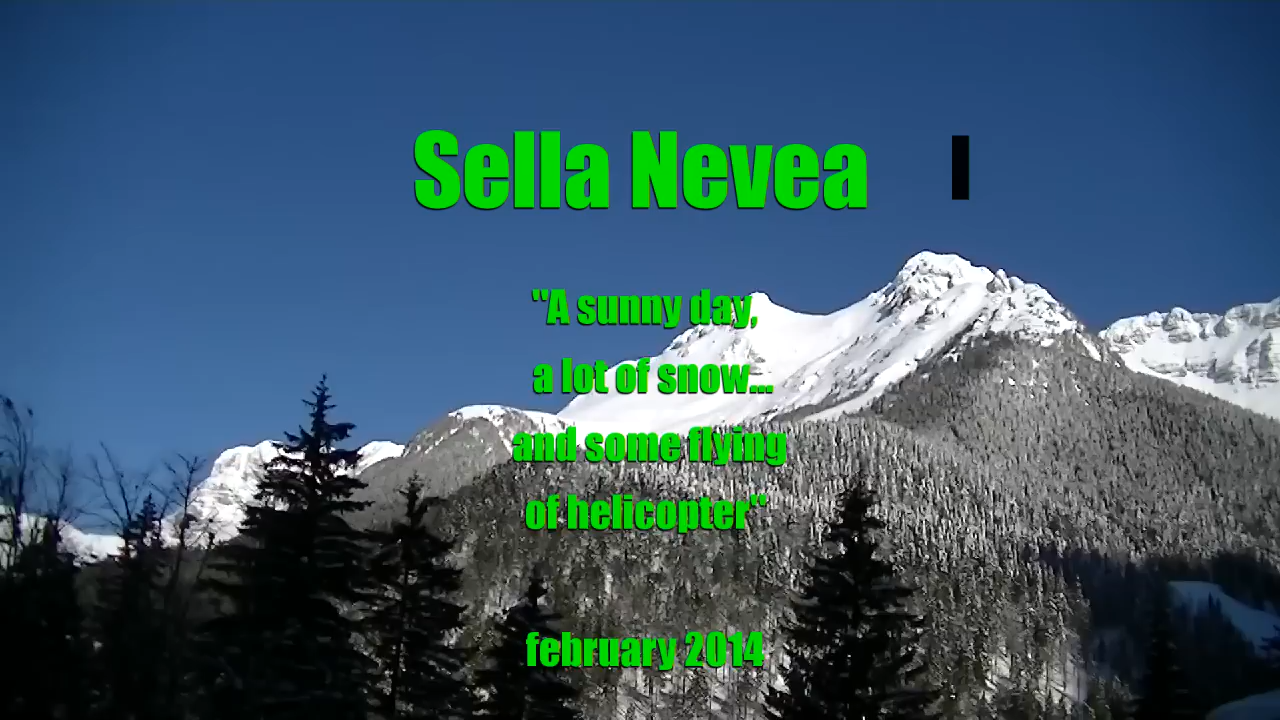 Sella Nevea
"A sunny day,
a lot of snow...
and some flying
of helicopter"
february 2014